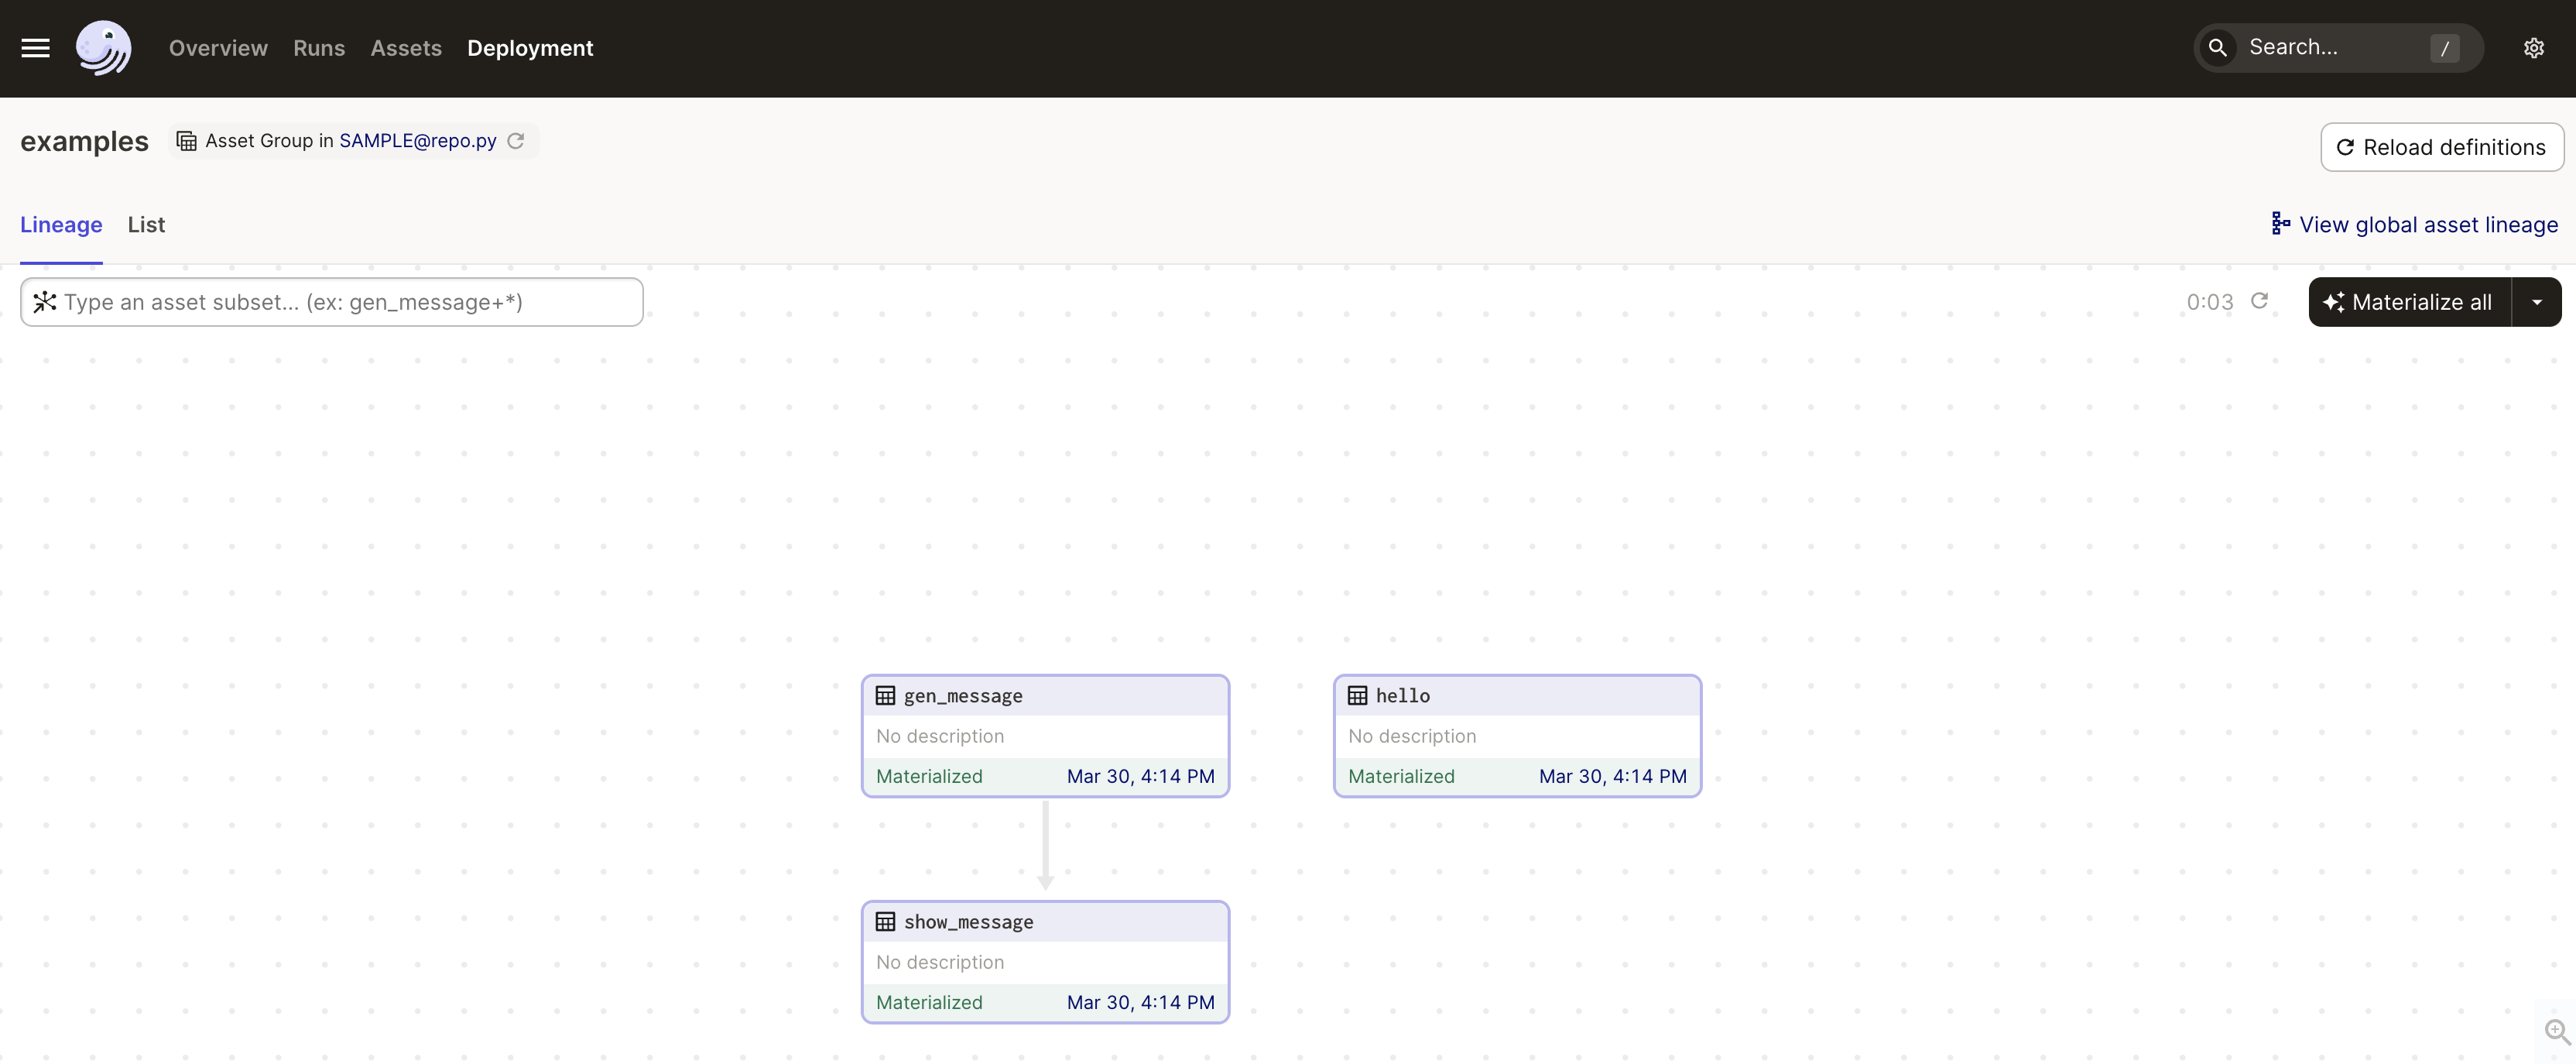 Overview Runs Assets Deployment Search... /
examples Asset Group in SAMPLE@repo.py Reload definitions
Lineage List View global asset lineage
Type an asset subset... (ex: gen_message+*) 0:03 Materialize all
gen_message
No description
Materialized Mar 30, 4:14 PM
hello
No description
Materialized Mar 30, 4:14 PM
show_message
No description
Materialized Mar 30, 4:14 PM